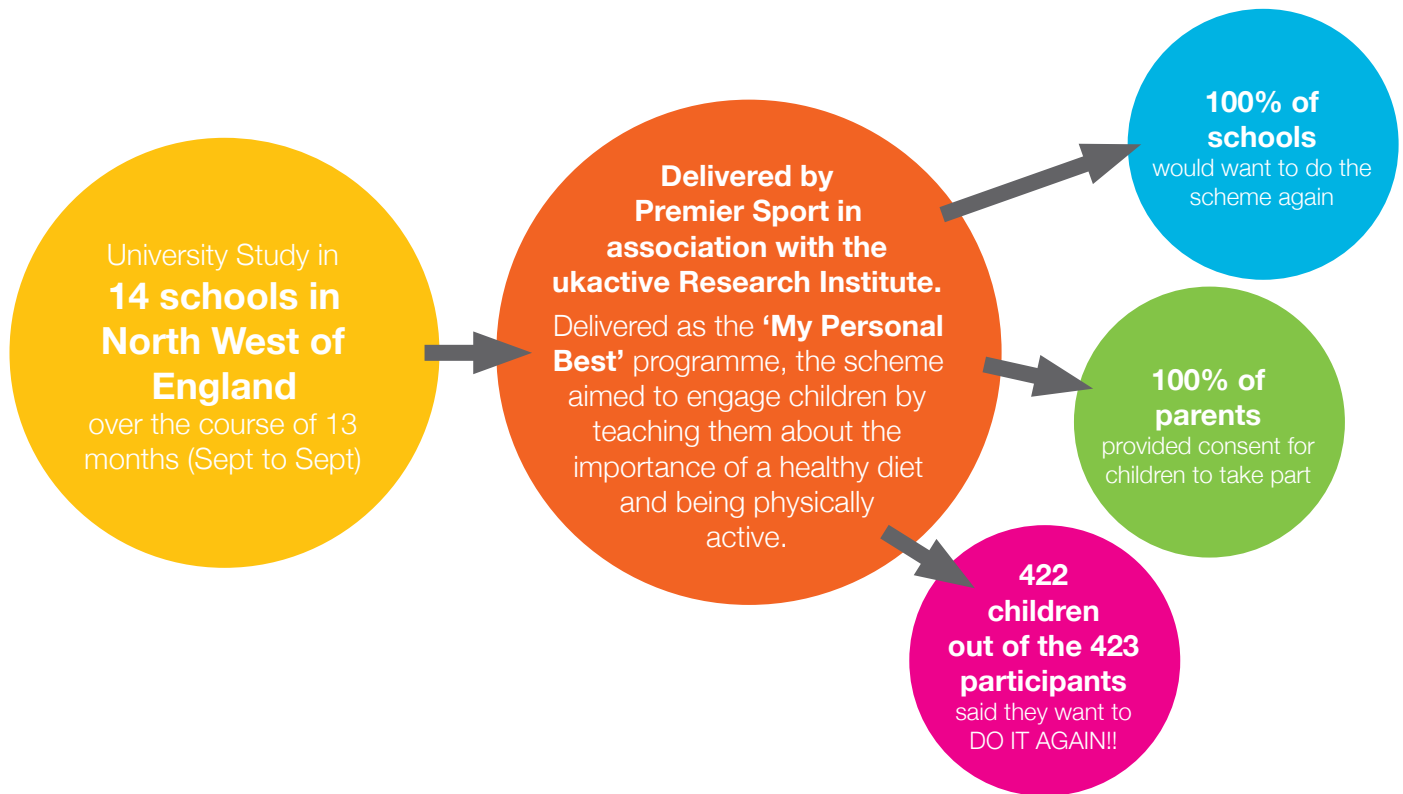 University Study in
14 schools in
North West of
England
over the course of 13
months (Sept to Sept)
Delivered by
Premier Sport in
association with the
ukactive Research Institute.
Delivered as the ‘My Personal
Best’ programme, the scheme
aimed to engage children by
teaching them about the
importance of a healthy diet
and being physically
active.
100% of
schools
would want to do the
scheme again
100% of
parents
provided consent for
children to take part
422
children
out of the 423
participants
said they want to
DO IT AGAIN!!